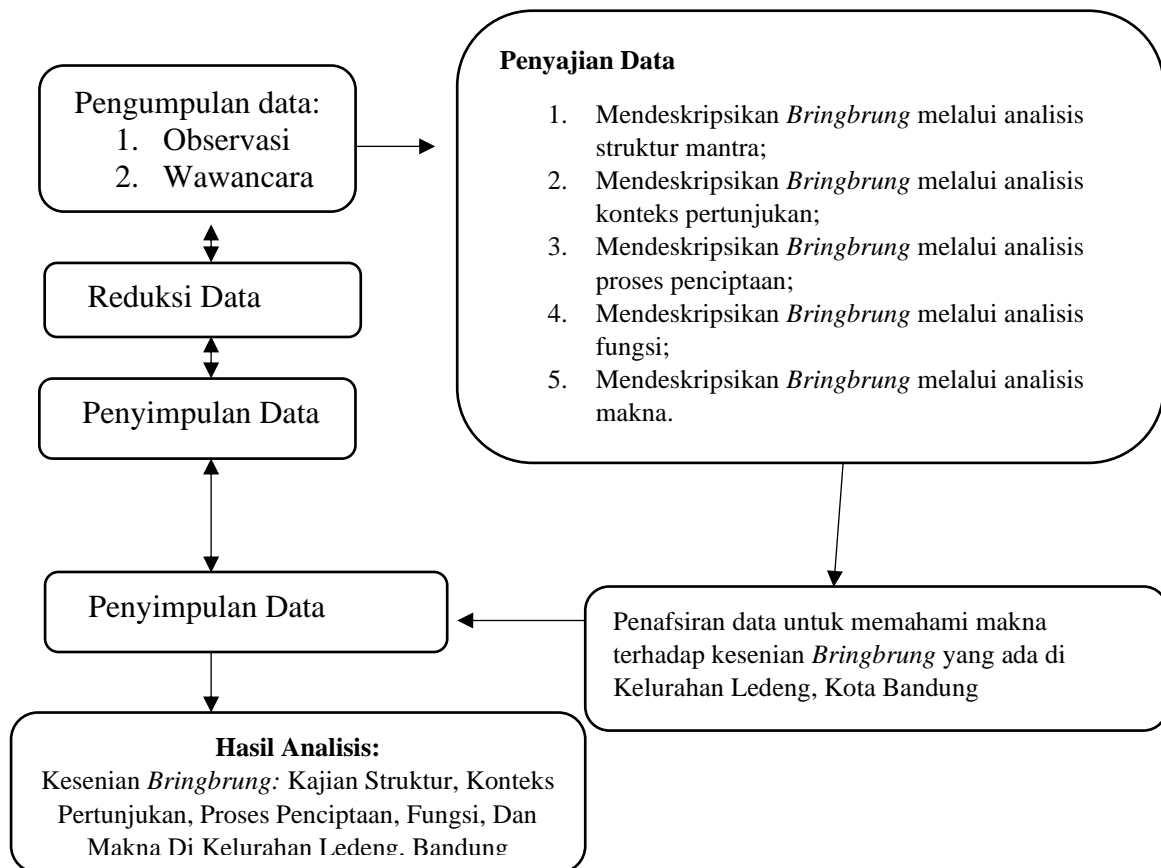 Pengumpulan data:
1. Observasi
2. Wawancara
Penyajian Data
1. Mendeskripsikan Bringbrung melalui analisis
struktur mantra;
2. Mendeskripsikan Bringbrung melalui analisis
konteks pertunjukan;
3. Mendeskripsikan Bringbrung melalui analisis
proses penciptaan;
4. Mendeskripsikan Bringbrung melalui analisis
fungsi;
5. Mendeskripsikan Bringbrung melalui analisis
makna.
Reduksi Data
Penyimpulan Data
Penyimpulan Data
Penafsiran data untuk memahami makna
terhadap kesenian Bringbrung yang ada di
Kelurahan Ledeng, Kota Bandung
Hasil Analisis:
Kesenian Bringbrung: Kajian Struktur, Konteks
Pertunjukan, Proses Penciptaan, Fungsi, Dan
Makna Di Kelurahan Ledeng, Bandung